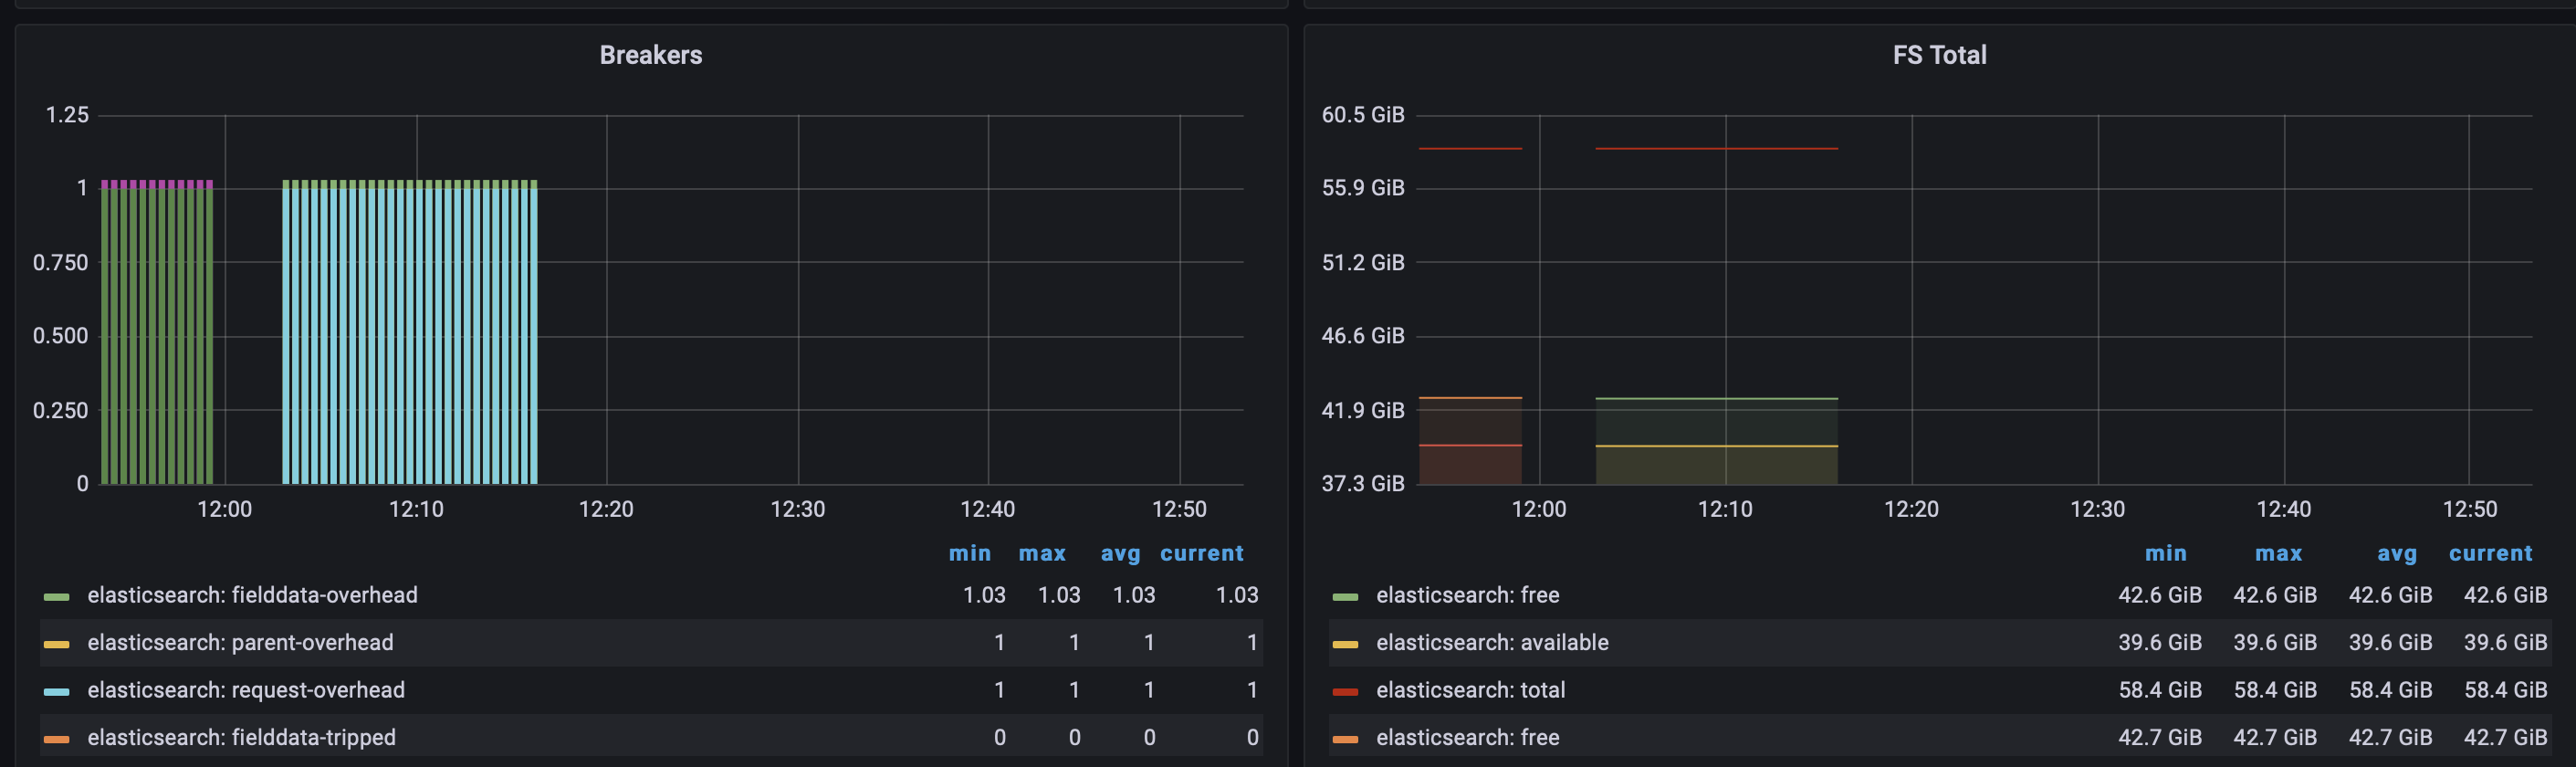 Breakers
1.25
1
0.750
0.500
0.250
0
12:00 12:10 12:20 12:30 12:40 12:50
min max avg current
elasticsearch: fielddata-overhead 1.03 1.03 1.03 1.03
elasticsearch: parent-overhead 1 1 1 1
elasticsearch: request-overhead 1 1 1 1
elasticsearch: fielddata-tripped 0 0 0 0
FS Total
60.5 GiB
55.9 GiB
51.2 GiB
46.6 GiB
41.9 GiB
37.3 GiB
12:00 12:10 12:20 12:30 12:40 12:50
min max avg current
elasticsearch: free 42.6 GiB 42.6 GiB 42.6 GiB 42.6 GiB
elasticsearch: available 39.6 GiB 39.6 GiB 39.6 GiB 39.6 GiB
elasticsearch: total 58.4 GiB 58.4 GiB 58.4 GiB 58.4 GiB
elasticsearch: free 42.7 GiB 42.7 GiB 42.7 GiB 42.7 GiB